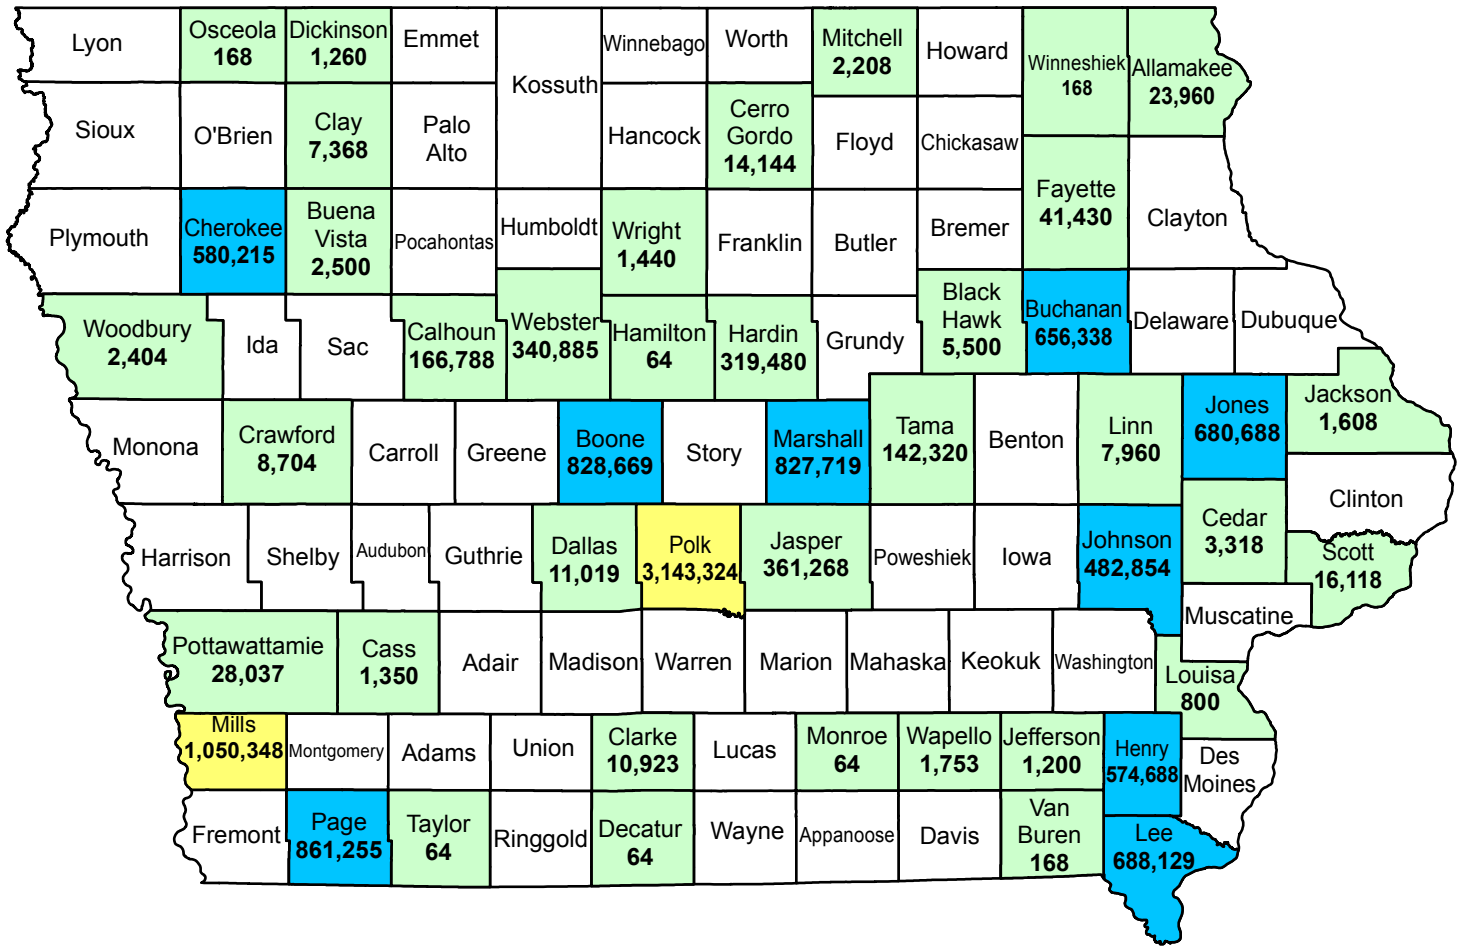 Lyon
Osceola
168
Dickinson
1,260
Emmet
Kossuth
Winnebago
Worth
Mitchell
2,208
Howard
Winneshiek
168
Allamakee
23,960
Sioux
O'Brien
Clay
7,368
Palo
Alto
Hancock
Cerro
Gordo
14,144
Floyd
Chickasaw
Fayette
41,430
Clayton
Plymouth
Cherokee
580,215
Buena
Vista
2,500
Pocahontas
Humboldt
Wright
1,440
Franklin
Butler
Bremer
Woodbury
2,404
Ida
Sac
Calhoun
166,788
Webster
340,885
Hamilton
64
Hardin
319,480
Grundy
Black
Hawk
5,500
Buchanan
656,338
Delaware
Dubuque
Monona
Crawford
8,704
Carroll
Greene
Boone
828,669
Story
Marshall
827,719
Tama
142,320
Benton
Linn
7,960
Jones
680,688
Jackson
1,608
Clinton
Harrison
Shelby
Audubon
Guthrie
Dallas
11,019
Polk
3,143,324
Jasper
361,268
Poweshiek
Iowa
Johnson
482,854
Cedar
3,318
Scott
16,118
Muscatine
Pottawattamie
28,037
Cass
1,350
Adair
Madison
Warren
Marion
Mahaska
Keokuk
Washington
Louisa
800
Mills
1,050,348
Montgomery
Adams
Union
Clarke
10,923
Lucas
Monroe
64
Wapello
1,753
Jefferson
1,200
Henry
574,688
Des
Moines
Fremont
Page
861,255
Taylor
64
Ringgold
Decatur
64
Wayne
Appanoose
Davis
Van
Buren
168
Lee
688,129